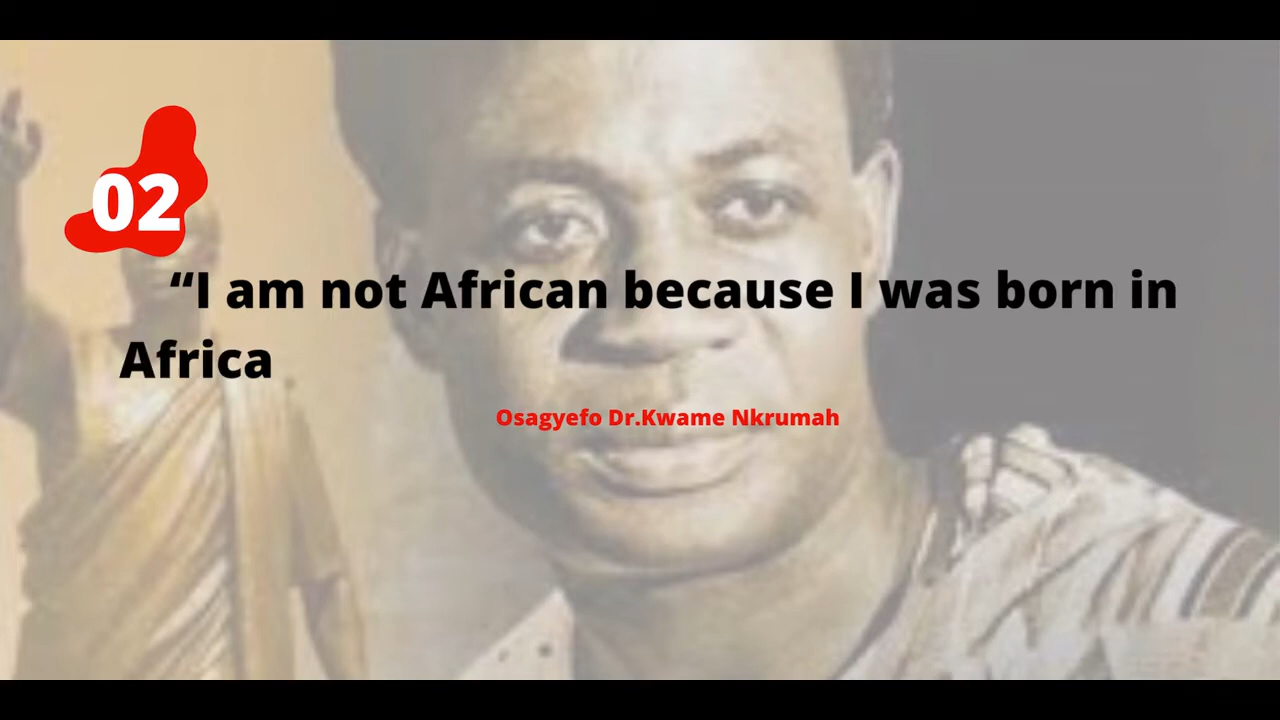 02
“I am not African because I was born in
Africa
Osagyefo Dr.Kwame Nkrumah